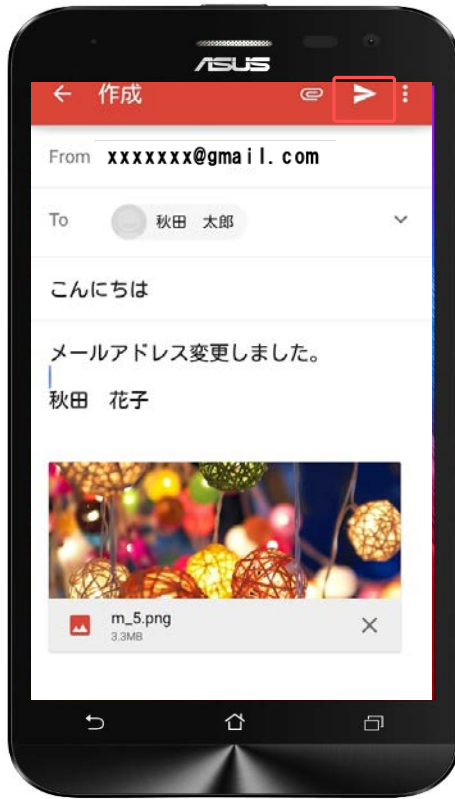 ASUS
作成
From xxxxxxx@gmail.com
To 秋田 太郎
こんにちは
メールアドレス変更しました。
秋田 花子
m_5.png
3.3MB